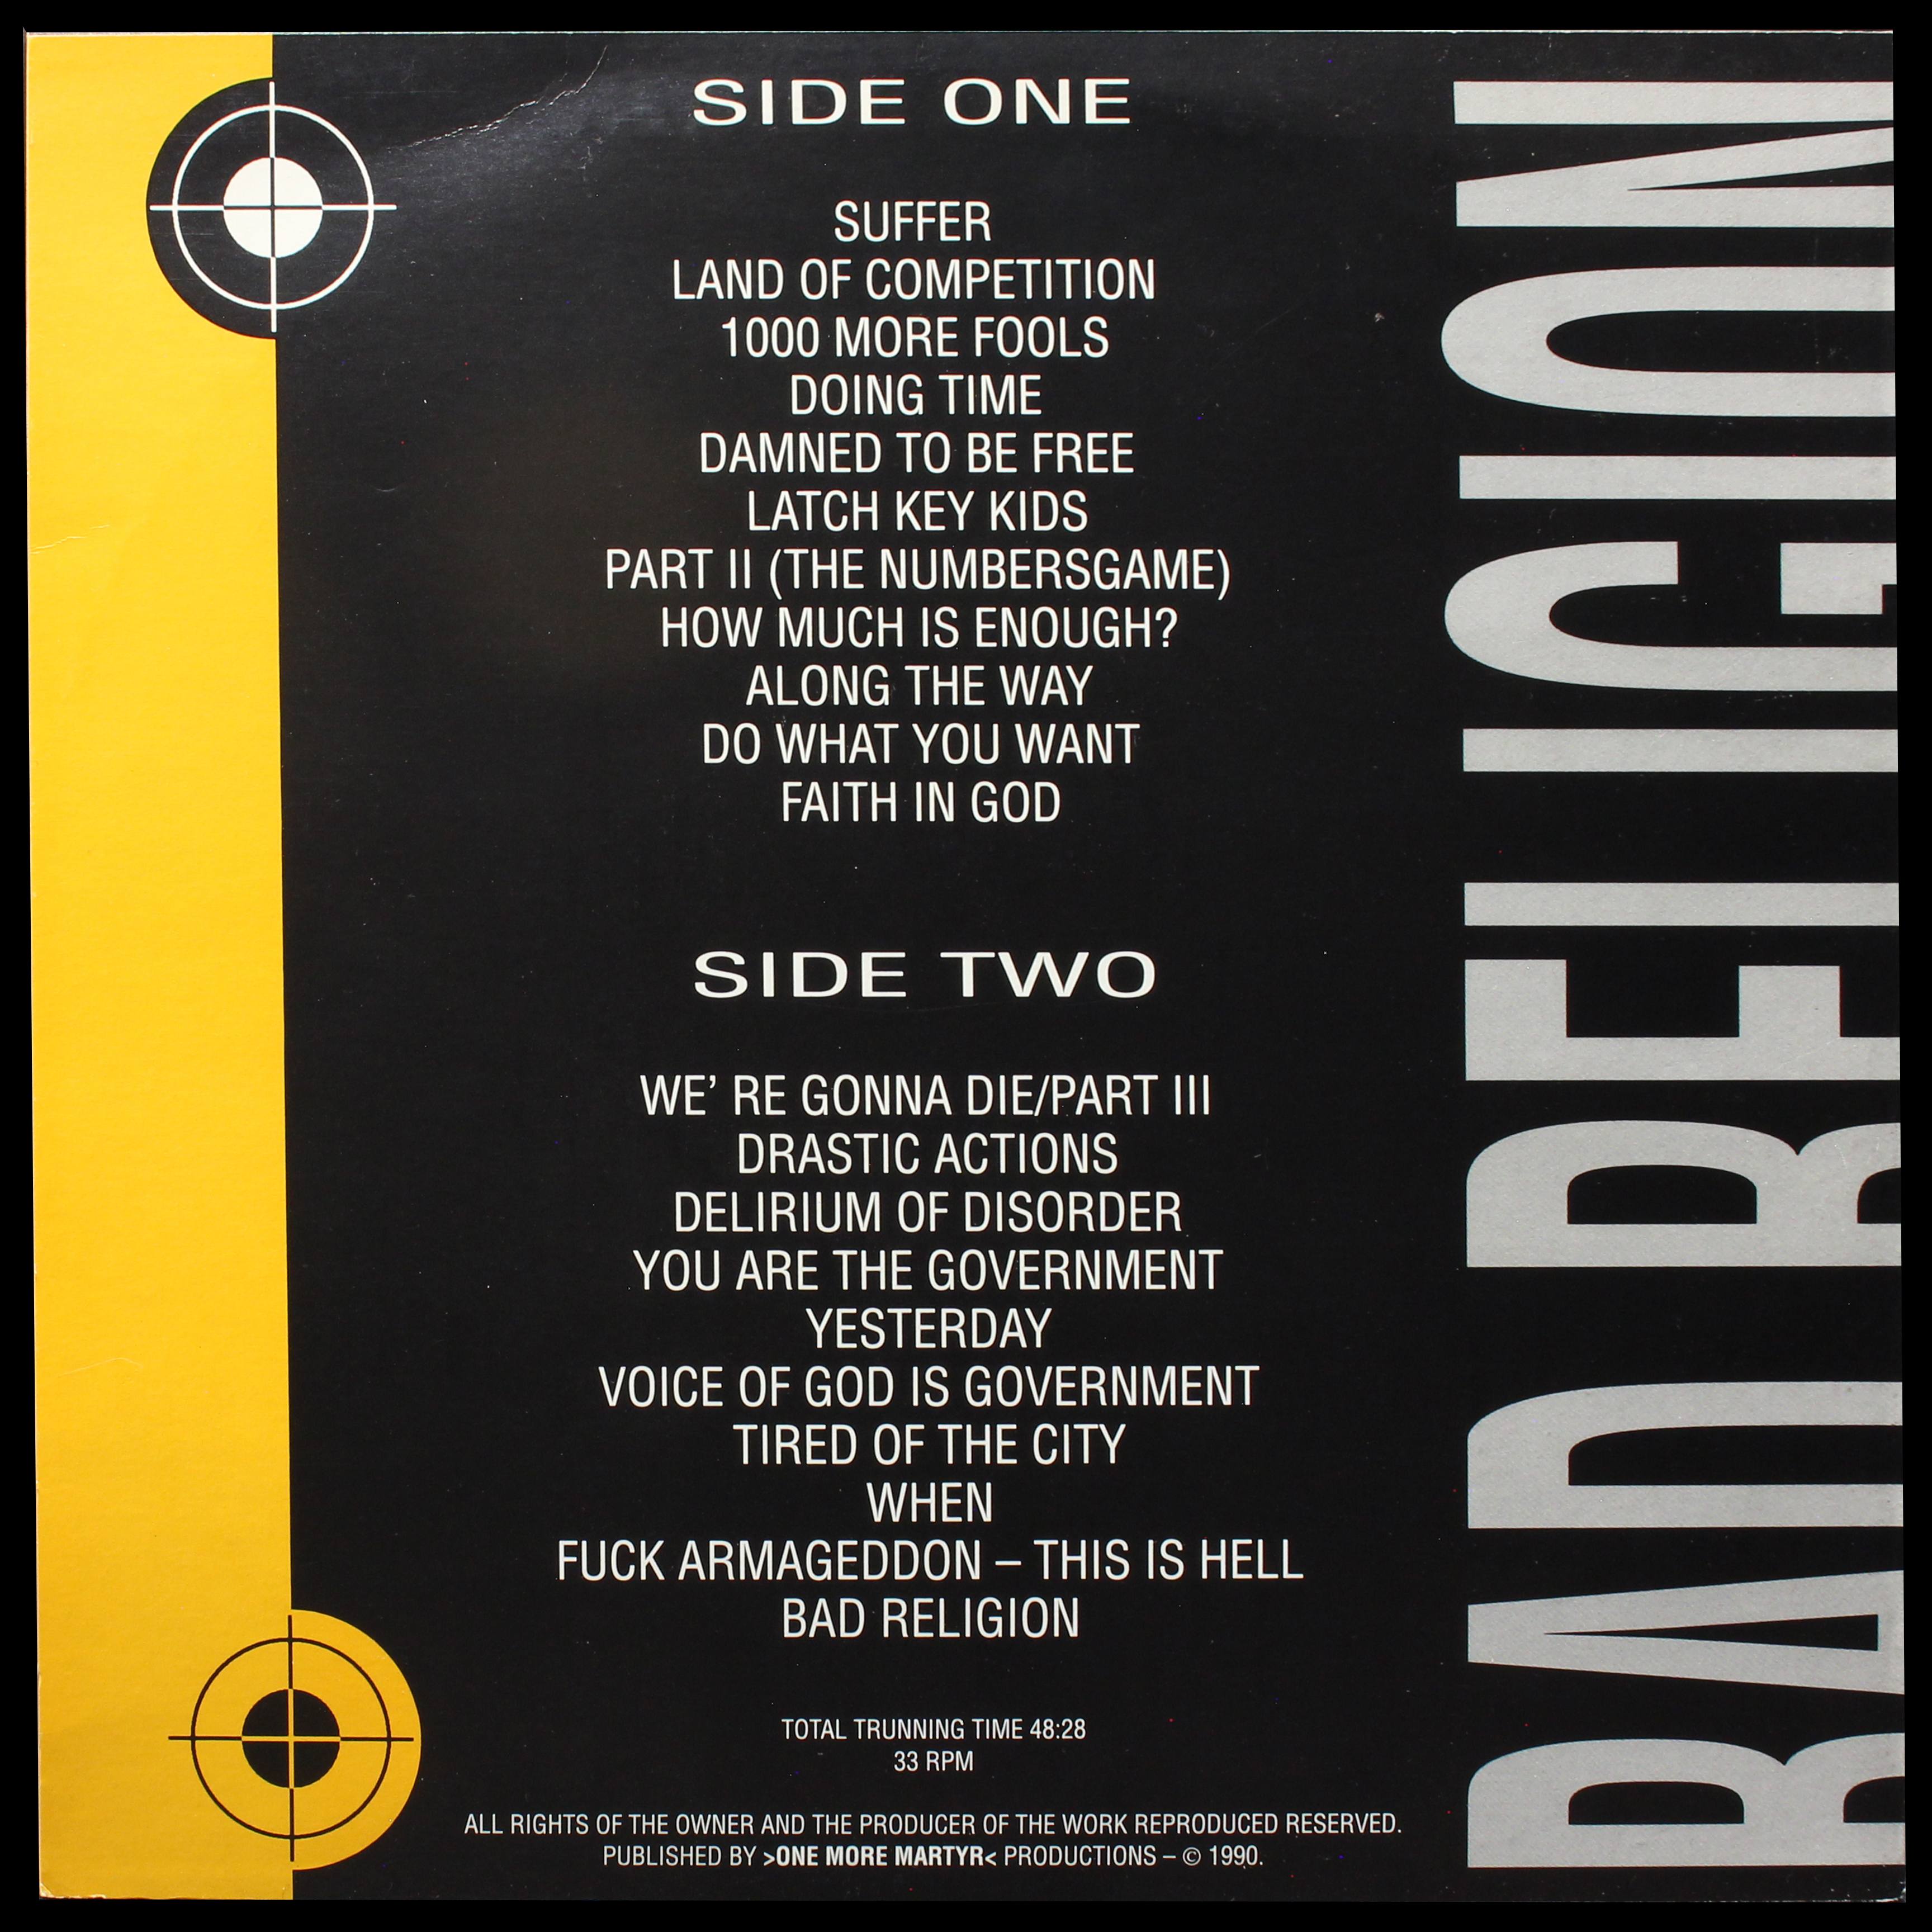 SIDE ONE
SUFFER
LAND OF COMPETITION
1000 MORE FOOLS
DOING TIME
DAMNED TO BE FREE
LATCH KEY KIDS
PART II (THE NUMBERSGAME)
HOW MUCH IS ENOUGH?
ALONG THE WAY
DO WHAT YOU WANT
FAITH IN GOD
SIDE TWO
WE' RE GONNA DIE/PART III
DRASTIC ACTIONS
DELIRIUM OF DISORDER
YOU ARE THE GOVERNMENT
YESTERDAY
VOICE OF GOD IS GOVERNMENT
TIRED OF THE CITY
WHEN
FUCK ARMAGEDDON – THIS IS HELL
BAD RELIGION
TOTAL TRUNNING TIME 48:28
33 RPM
ALL RIGHTS OF THE OWNER AND THE PRODUCER OF THE WORK REPRODUCED RESERVED.
PUBLISHED BY >ONE MORE MARTYR< PRODUCTIONS – © 1990.
BAD RELIGION